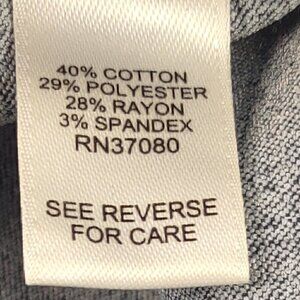 40% COTTON
29% POLYESTER
28% RAYON
3% SPANDEX
RN37080
SEE REVERSE
FOR CARE